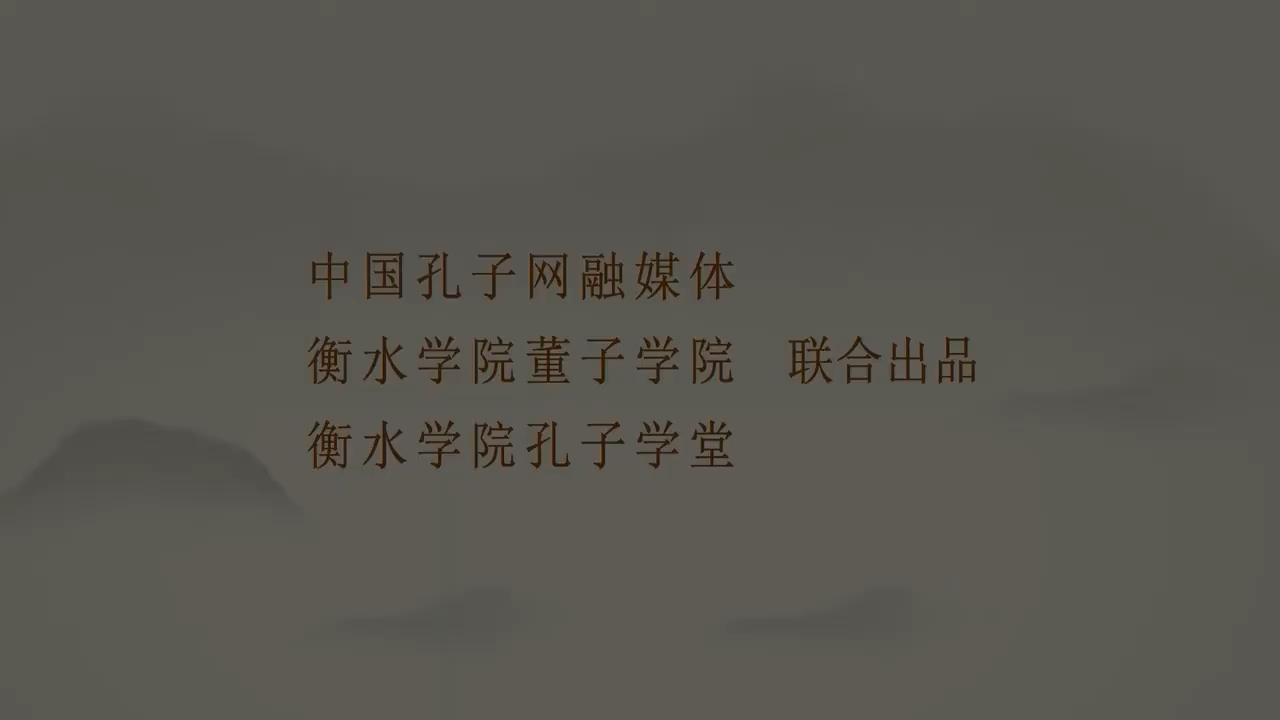 中国孔子网融媒体
衡水学院董子学院 联合出品
衡水学院孔子学堂